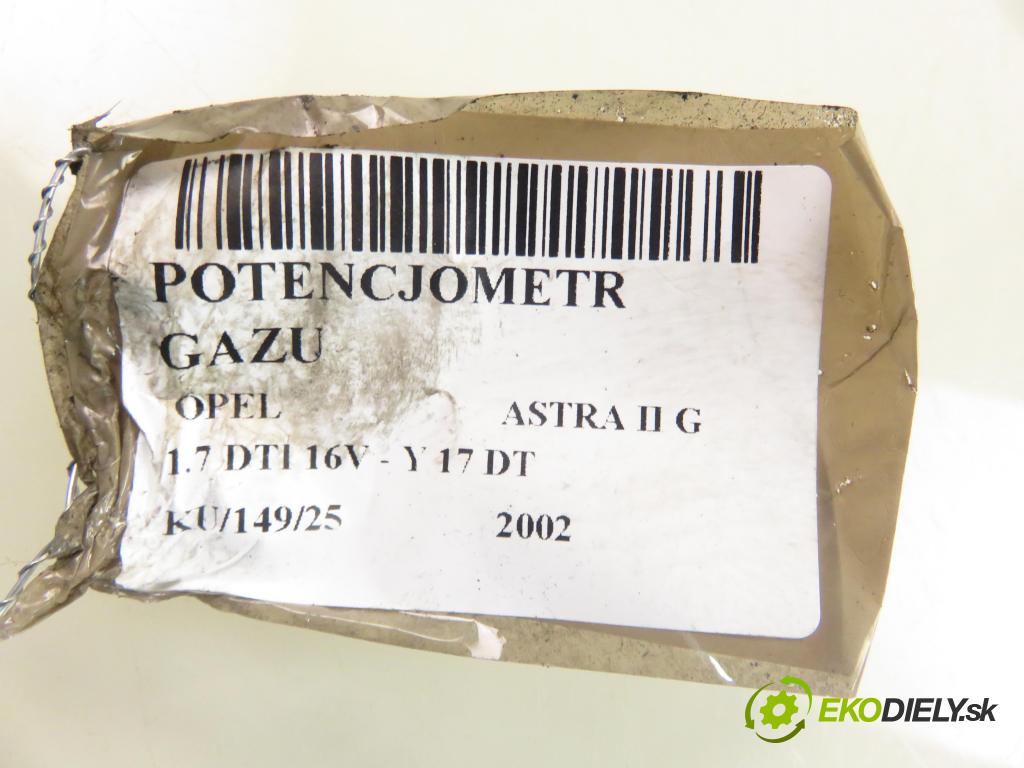 POTENCJOMETR
GAZU
OPEL ASTRA II G
1.7 DTI 16V - Y 17 DT
KU/149/25 2002
EKODIELY.sk